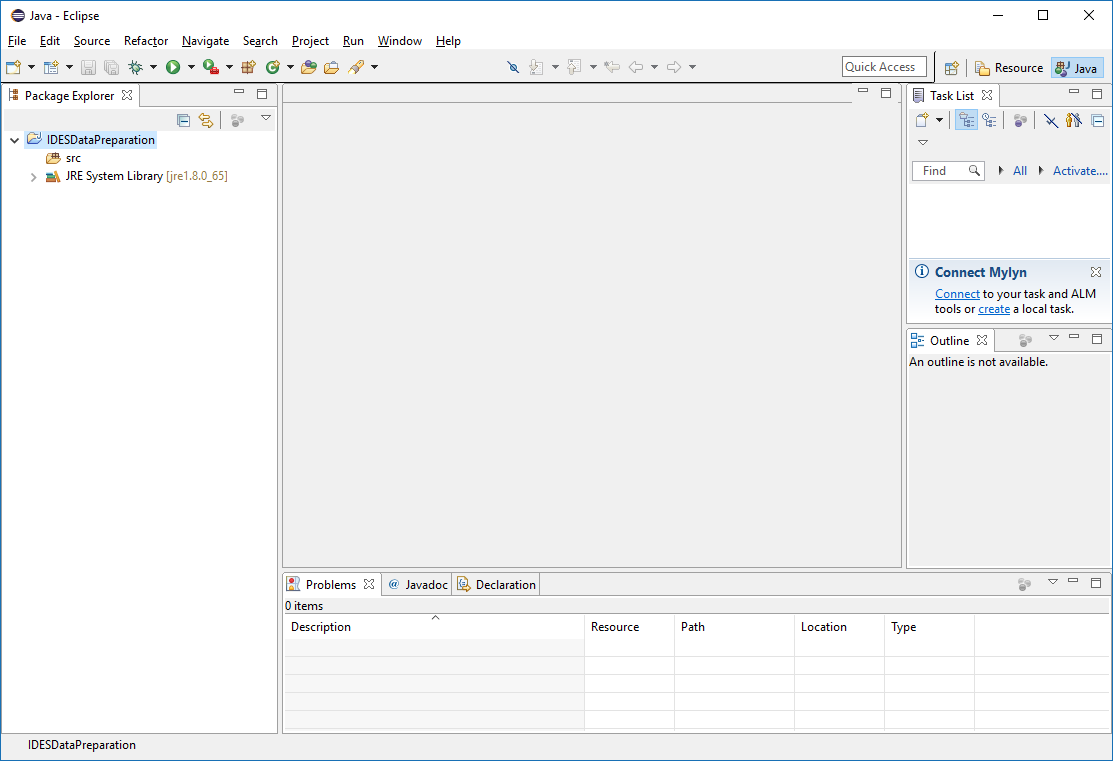 Java - Eclipse
File Edit Source Refactor Navigate Search Project Run Window Help
Quick Access Resource Java
Package Explorer
IDESDataPreparation
src
JRE System Library [jre1.8.0_65]
Task List
Find All Activate....
Connect Mylyn
Connect to your task and ALM
tools or create a local task.
Outline
An outline is not available.
Problems @ Javadoc Declaration
0 items
Description Resource Path Location Type
IDESDataPreparation